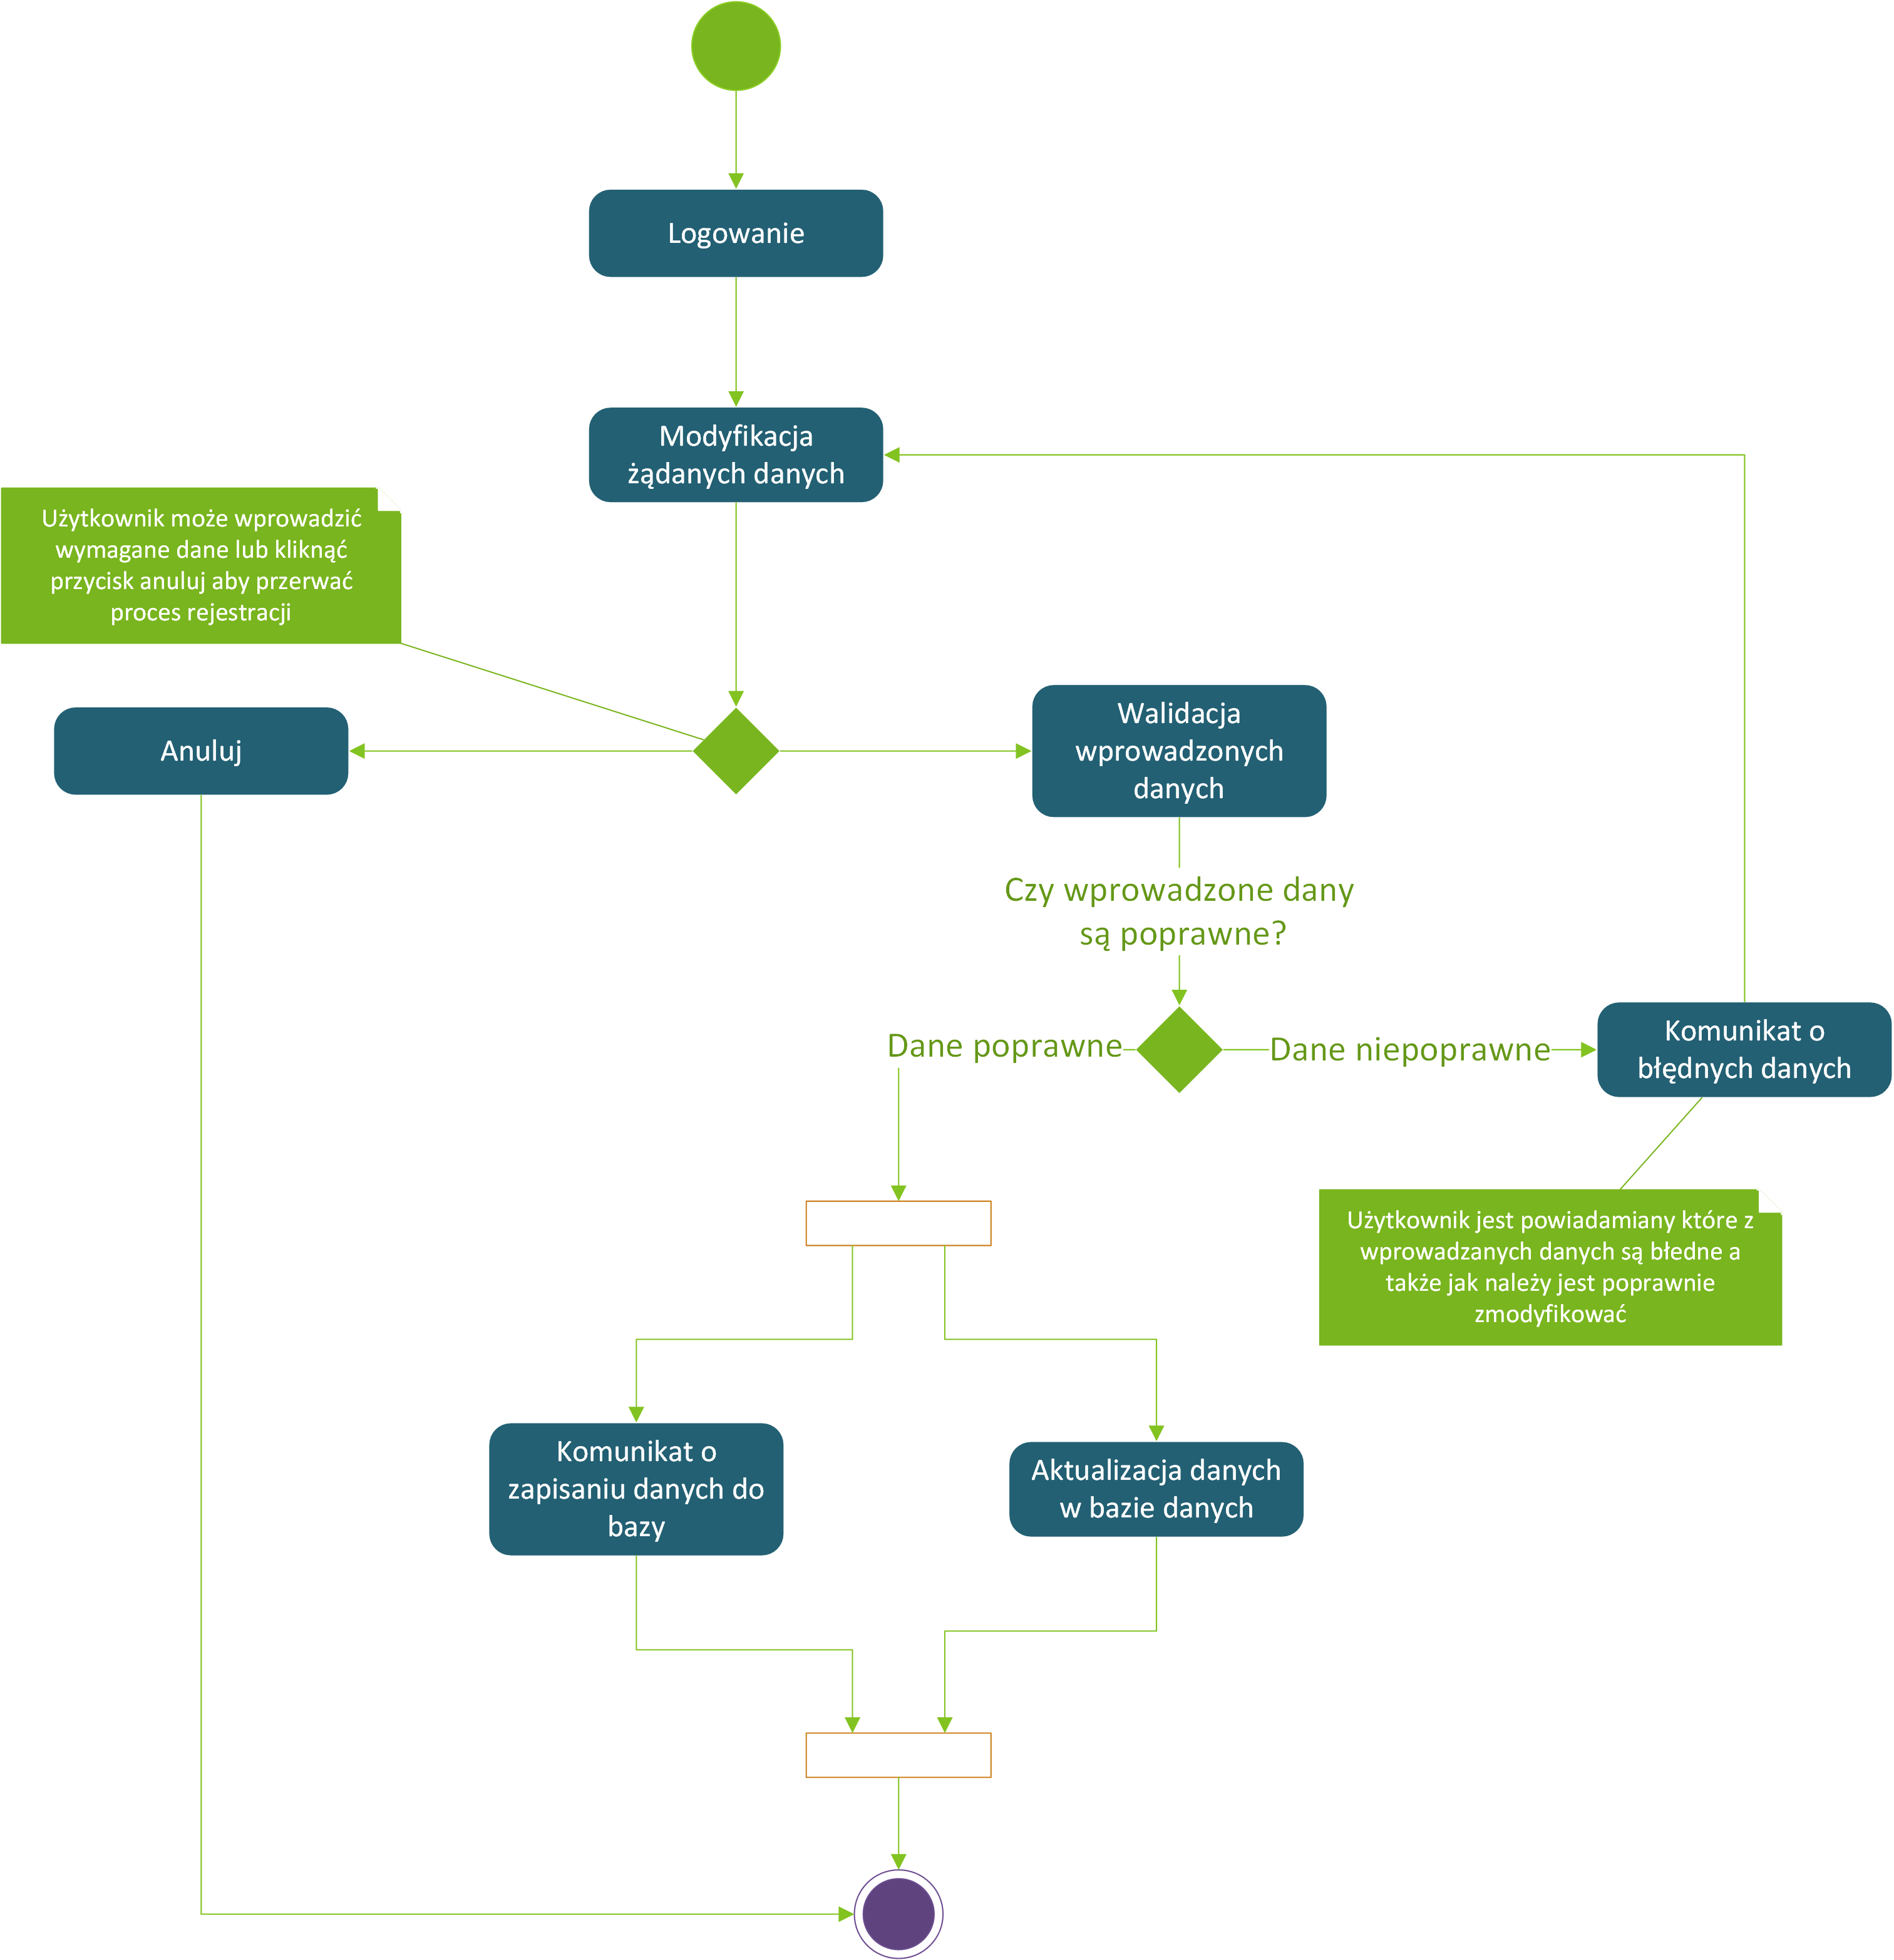 Logowanie
Modyfikacja
żądanych danych
Użytkownik może wprowadzić
wymagane dane lub kliknąć
przycisk anuluj aby przerwać
proces rejestracji
Anuluj
Walidacja
wprowadzonych
danych
Czy wprowadzone dany
są poprawne?
Dane poprawne
Dane niepoprawne
Komunikat o
błędnych danych
Użytkownik jest powiadamiany które z
wprowadzanych danych są błedne a
także jak należy jest poprawnie
zmodyfikować
Komunikat o
zapisaniu danych do
bazy
Aktualizacja danych
w bazie danych